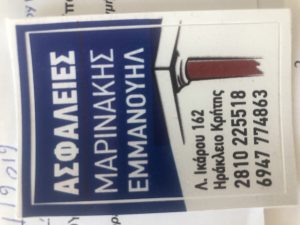 ΑΣΦΑΛΕΙΕΣ
ΜΑΡΙΝΑΚΗΣ
ΕΜΜΑΝΟΥΗΛ
Λ. Ικάρου 162
Ηράκλειο Κρήτης
2810 225518
6947 774863